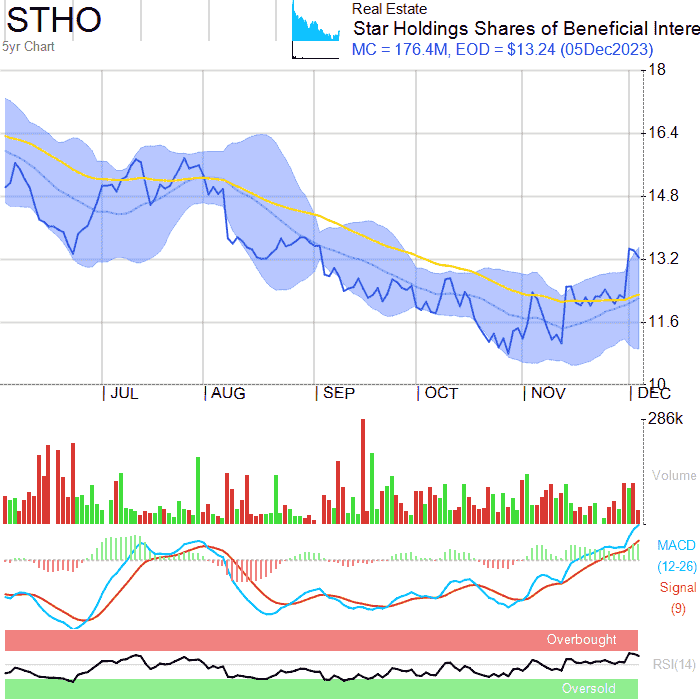 STHO
5yr Chart
Real Estate
Star Holdings Shares of Beneficial Intere
MC = 176.4M, EOD = $13.24 (05Dec2023)
18
16.4
14.8
13.2
11.6
10
JUL
AUG
SEP
OCT
NOV
DEC
286k
Volume
MACD
(12-26)
Signal
(9)
Overbought
RSI(14)
Oversold